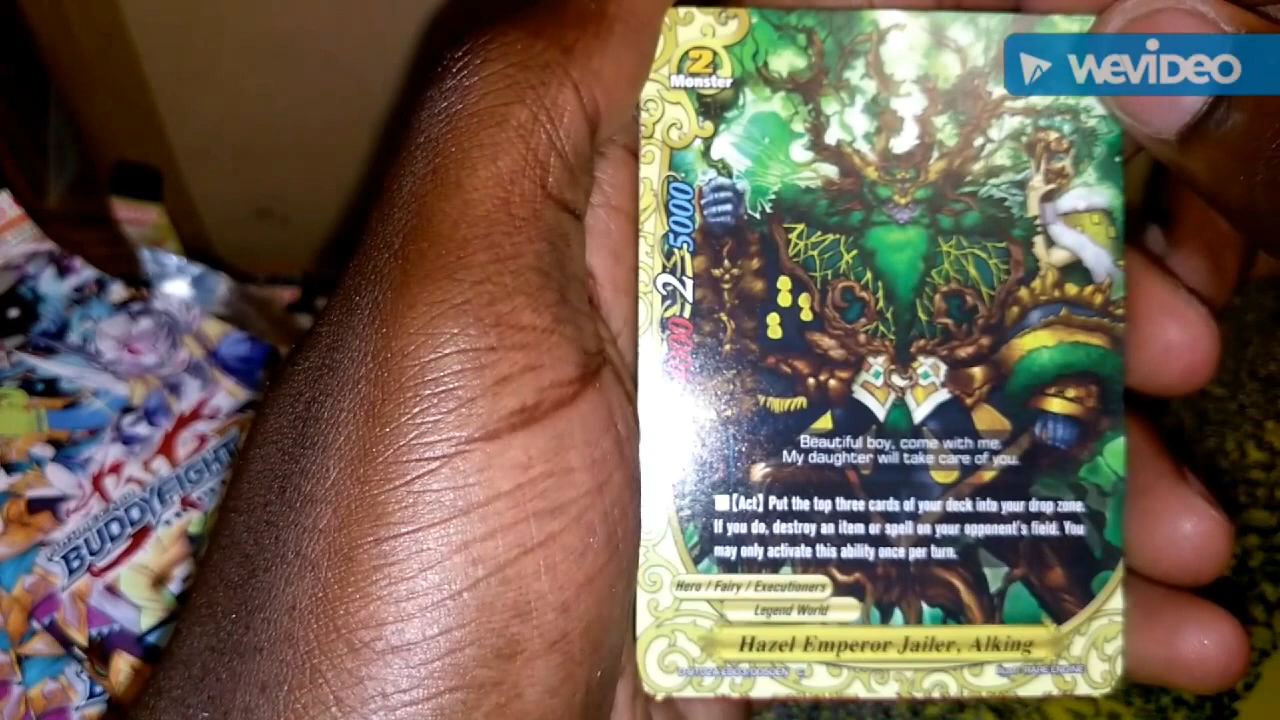 WEVIDEO
2
Monster
5000
2
Beautiful boy, come with me.
My daughter will take care of you.
【Act】 Put the top three cards of your deck into your drop zone.
If you do, destroy an item or spell on your opponent's field. You
may only activate this ability once per turn.
Hero / Fairy / Executioners
Legend World
Hazel Emperor Jailer, Alking
BUDDYFIGHT